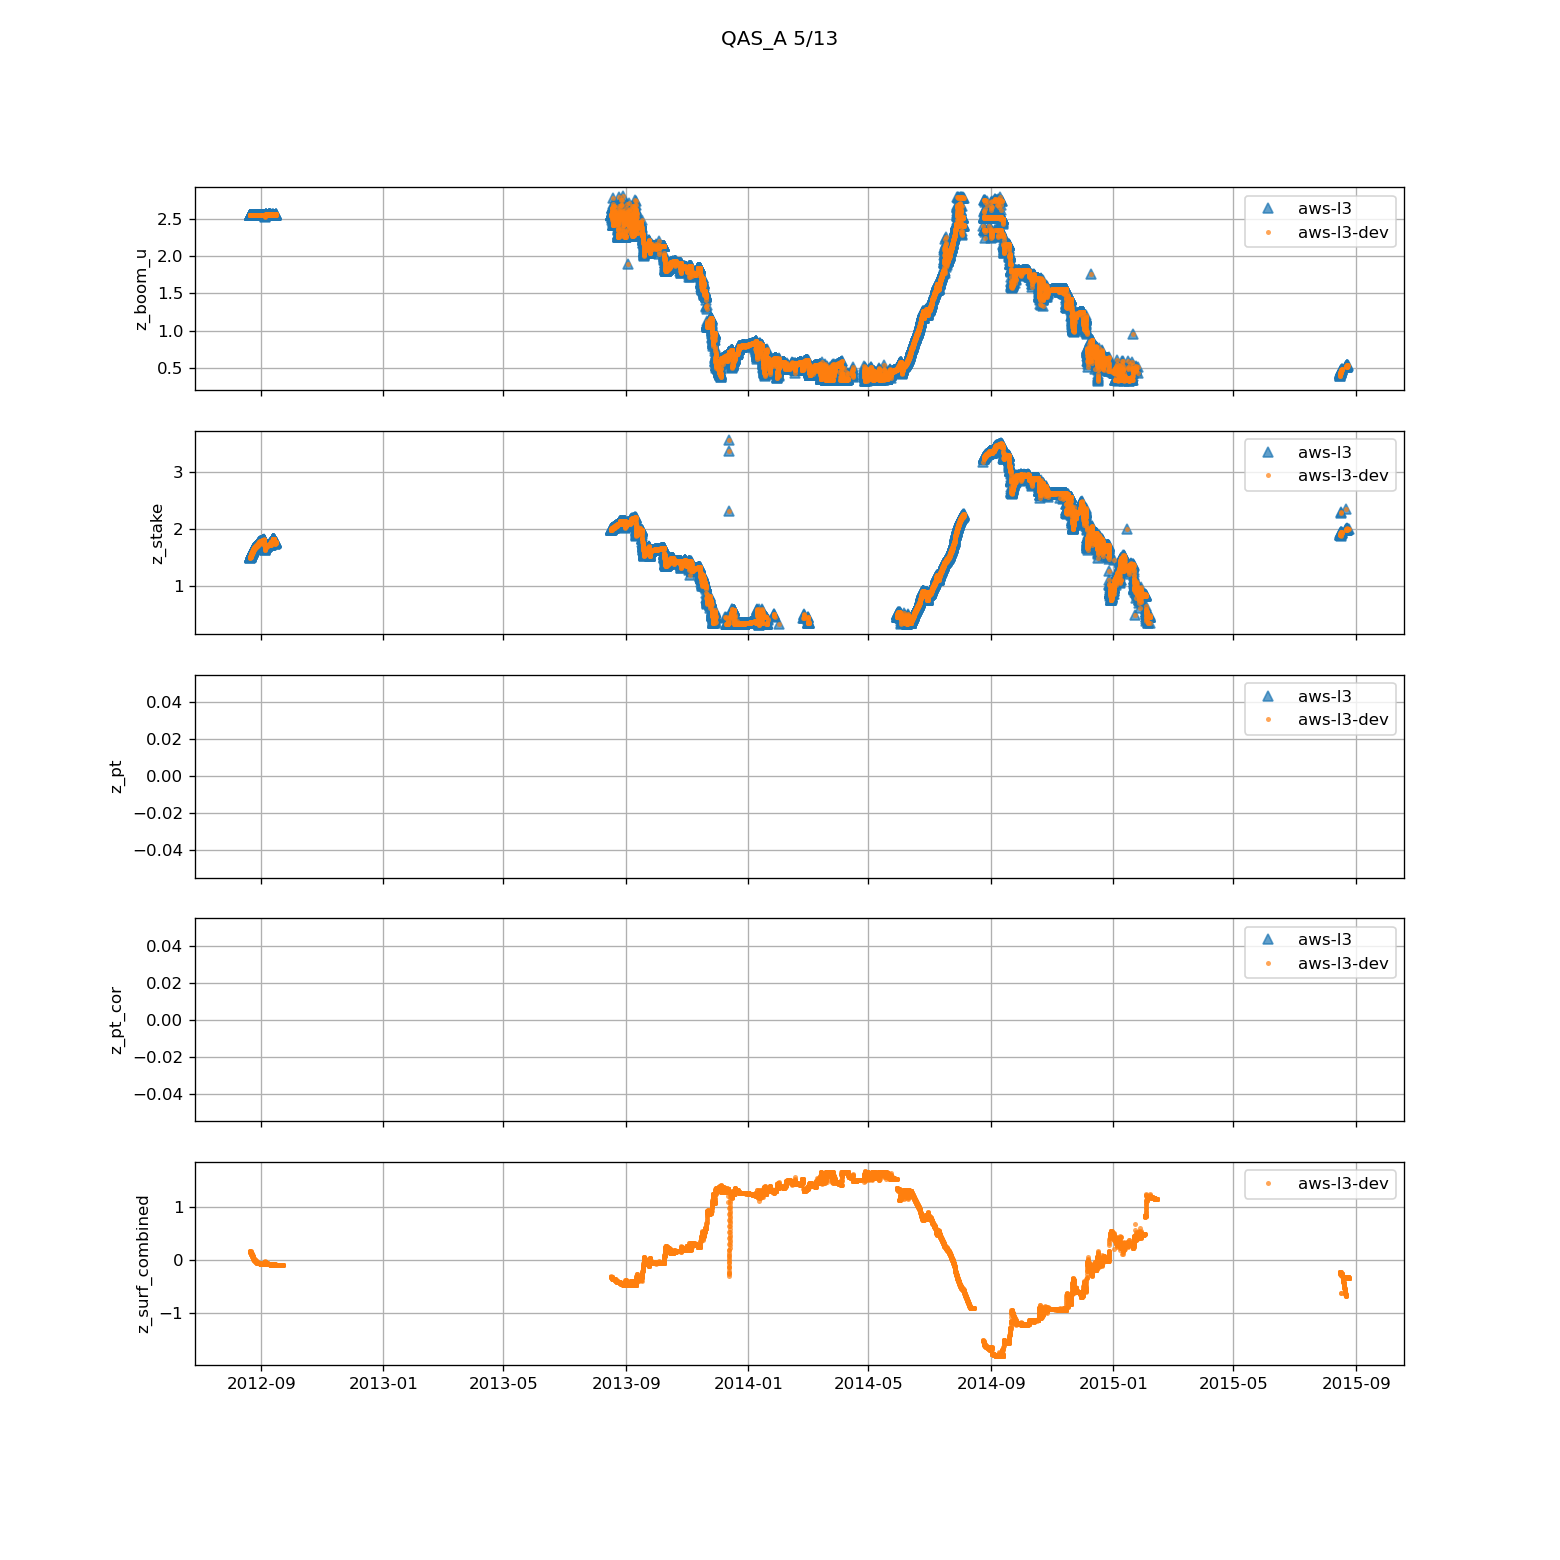 QAS_A 5/13
z_boom_u
2.5
2.0
1.5
1.0
0.5
aws-l3
aws-l3-dev
z_stake
3
2
1
aws-l3
aws-l3-dev
z_pt
0.04
0.02
0.00
−0.02
−0.04
aws-l3
aws-l3-dev
z_pt_cor
0.04
0.02
0.00
−0.02
−0.04
aws-l3
aws-l3-dev
z_surf_combined
1
0
−1
aws-l3-dev
2012-09 2013-01 2013-05 2013-09 2014-01 2014-05 2014-09 2015-01 2015-05 2015-09